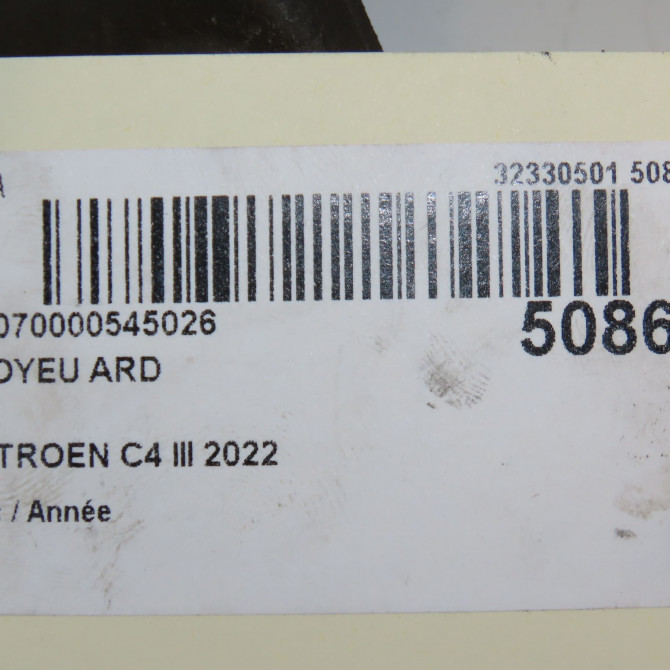 32330501 508
070000545026
5086
OYEU ARD
TROEN C4 III 2022
/ Année